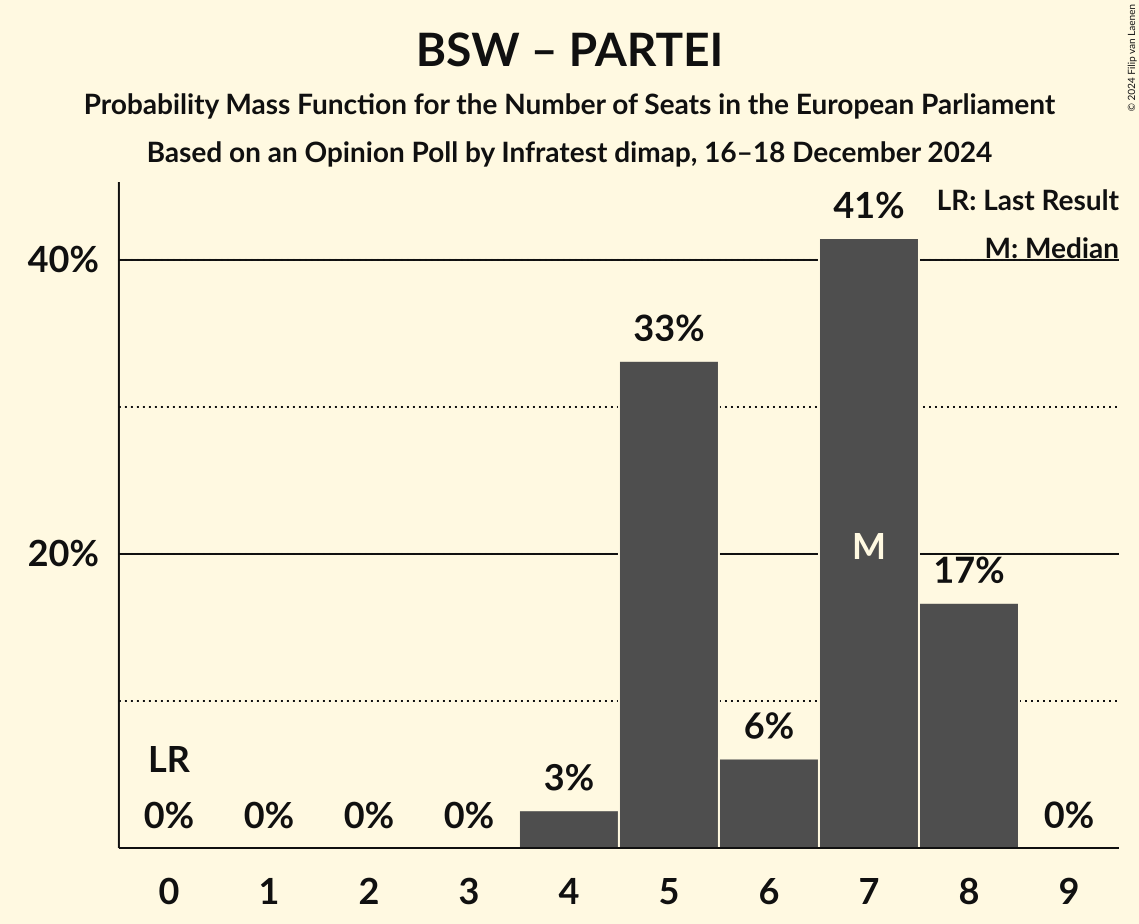 BSW – PARTEI
Probability Mass Function for the Number of Seats in the European Parliament
Based on an Opinion Poll by Infratest dimap, 16–18 December 2024
© 2024 Filip van Laenen
LR: Last Result
M: Median
40%
20%
LR
0%
0%
0%
0%
3%
33%
6%
41%
M
17%
0%
0 1 2 3 4 5 6 7 8 9